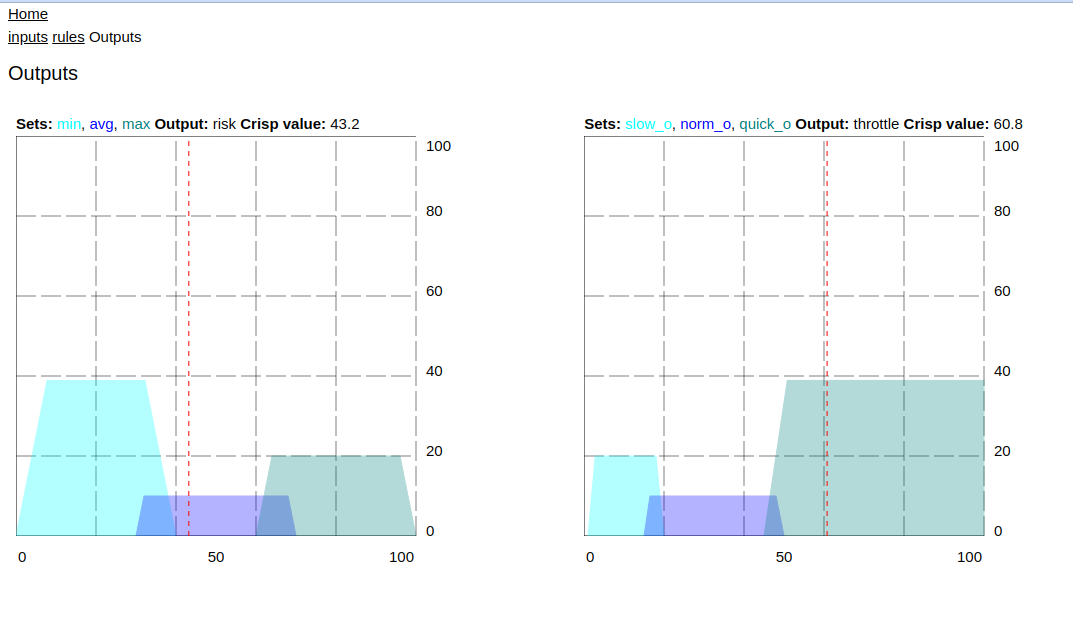 Home
inputs rules Outputs
Outputs
Sets: min, avg, max Output: risk Crisp value: 43.2
100
80
60
40
20
0
0 50 100
Sets: slow_o, norm_o, quick_o Output: throttle Crisp value: 60.8
100
80
60
40
20
0
0 50 100